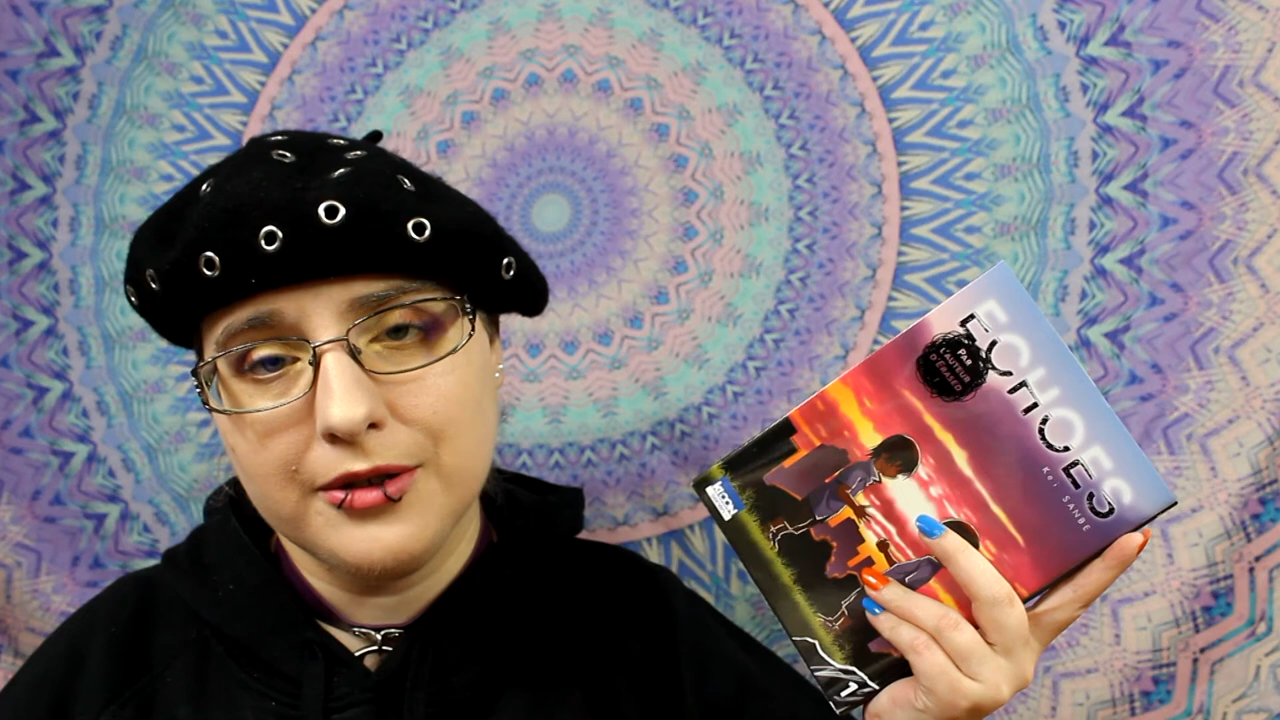 ECHOES
PAR
L'AUTEUR
D'ERASED
Kei SANBE
KI-OON
1